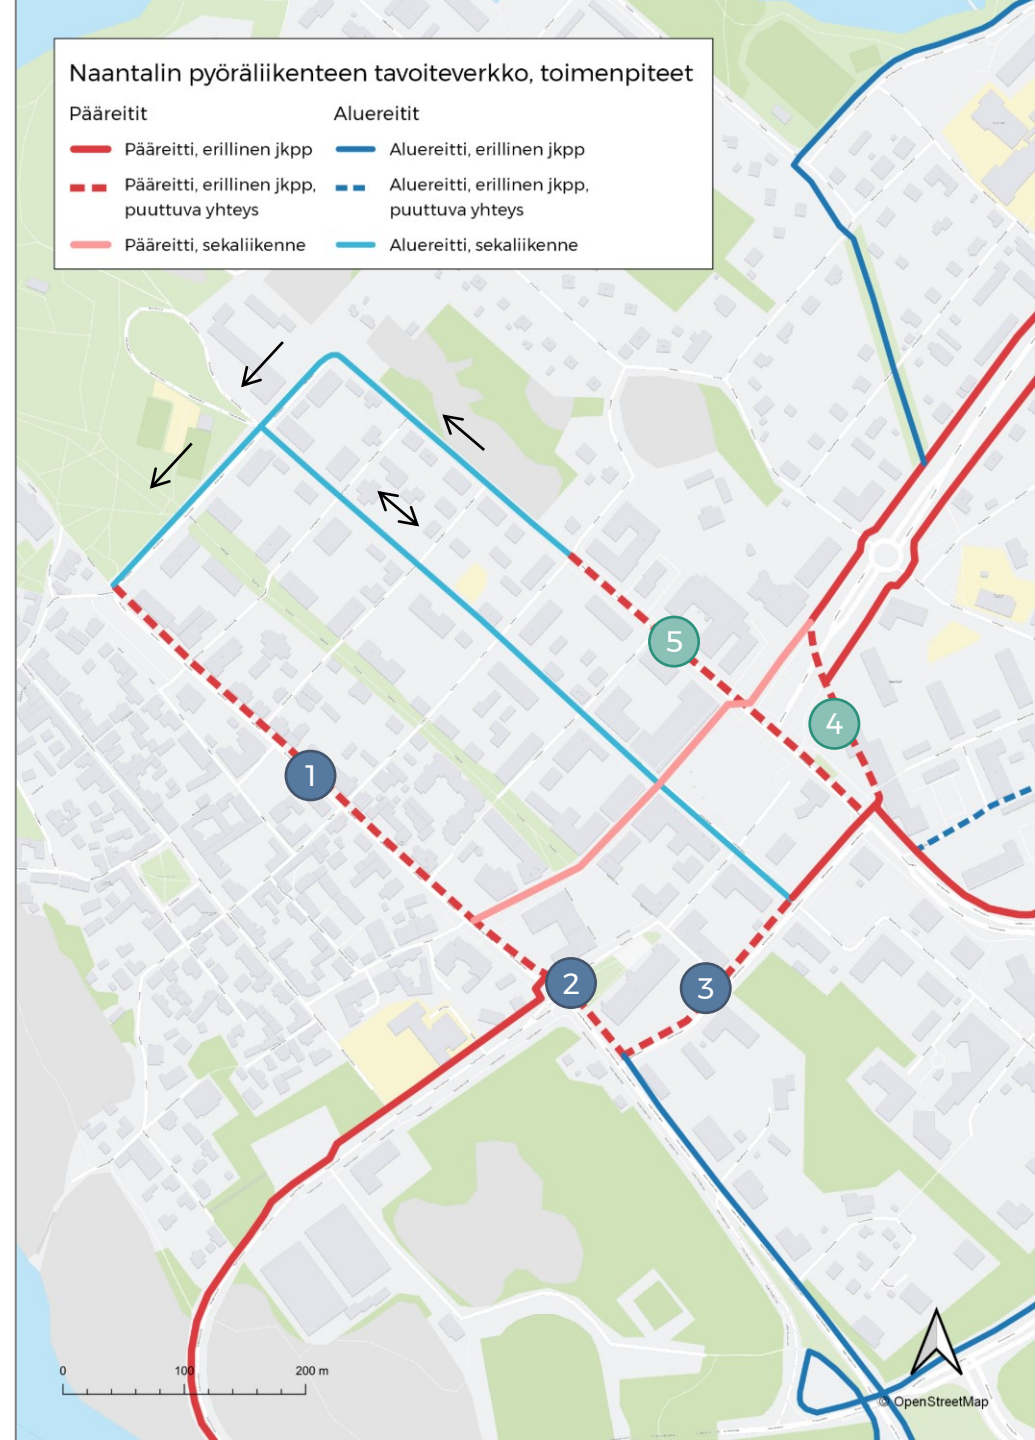 Naantalin pyöräliikenteen tavoiteverkko, toimenpiteet
Pääreitit
Aluereitit
Pääreitti, erillinen jkpp
Aluereitti, erillinen jkpp
Pääreitti, erillinen jkpp,
puuttuva yhteys
Aluereitti, erillinen jkpp,
puuttuva yhteys
Pääreitti, sekaliikenne
Aluereitti, sekaliikenne
5
4
1
2
3
0
100
200 m
© OpenStreetMap